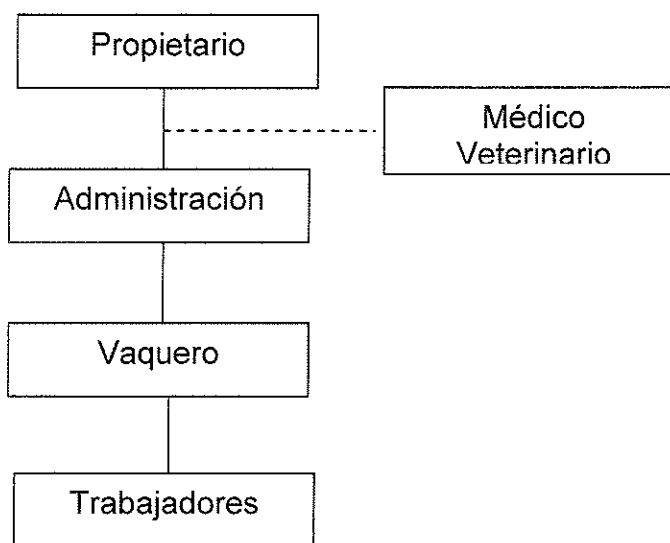 Propietario
Médico
Veterinario
Administración
Vaquero
Trabajadores